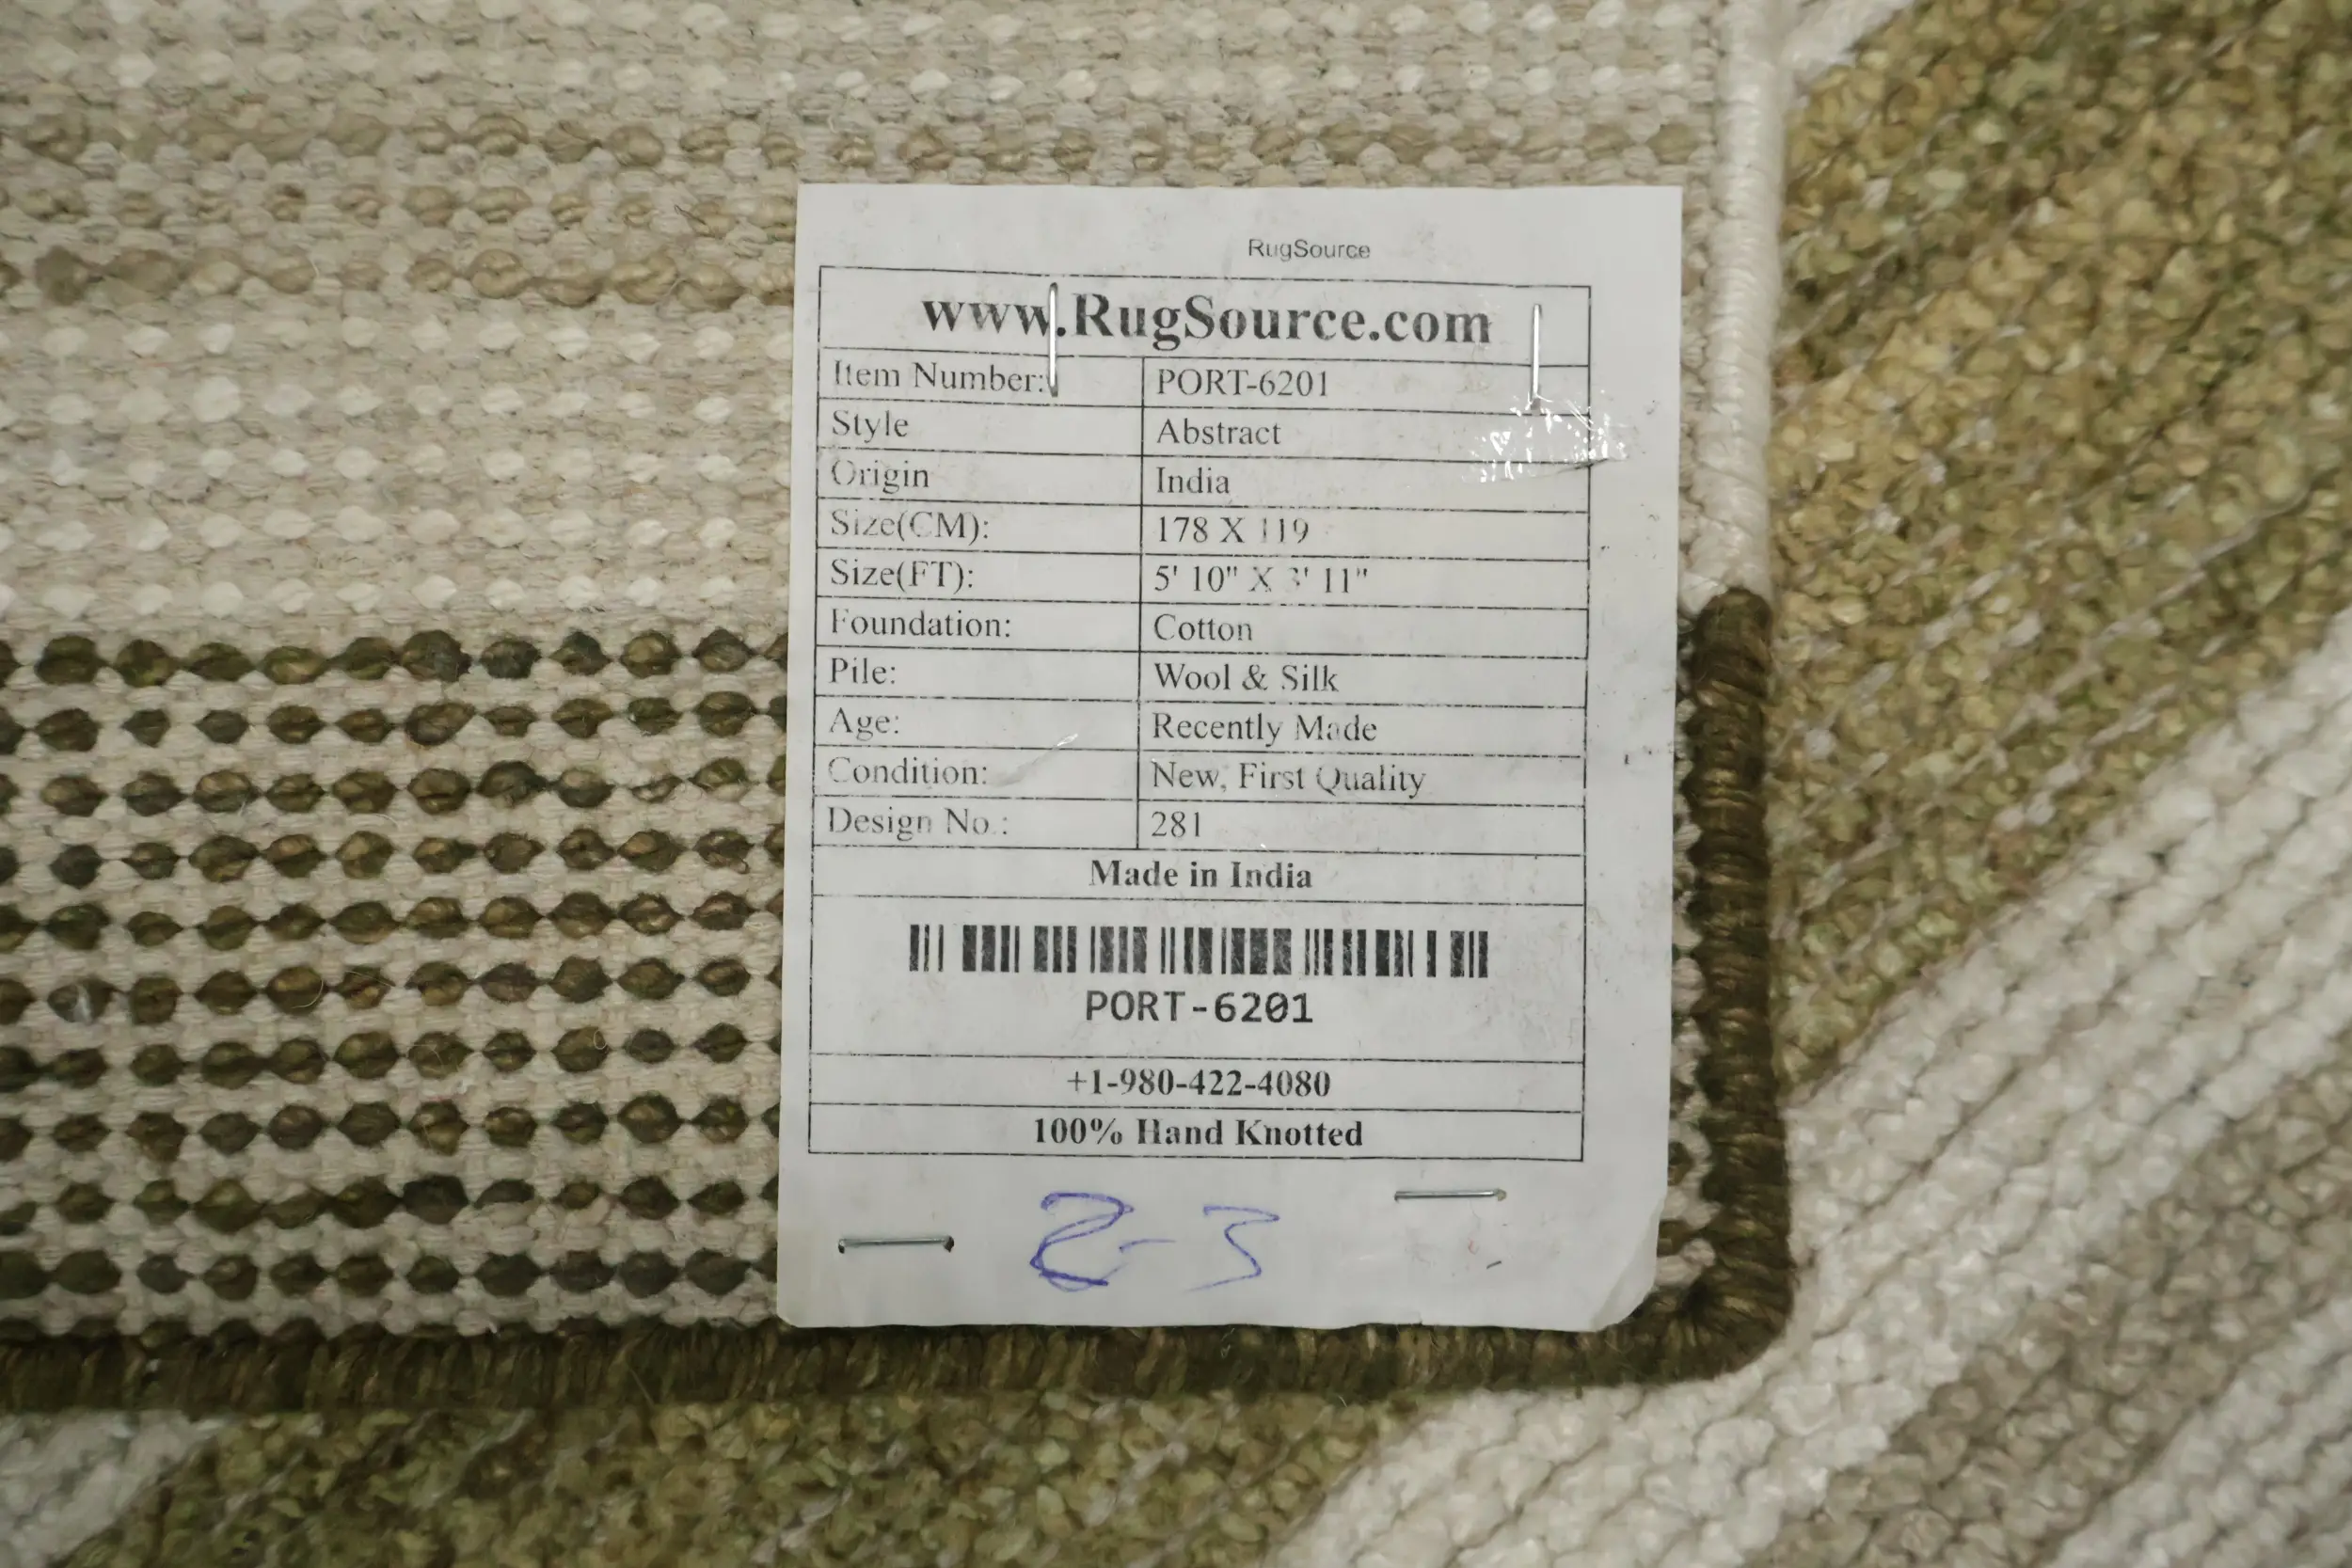 RugSource
www.RugSource.com
Item Number: PORT-6201
Style Abstract
Origin India
Size(CM): 178 X 119
Size(FT): 5' 10" X 3' 11"
Foundation: Cotton
Pile: Wool & Silk
Age: Recently Made
Condition: New, First Quality
Design No.: 281
Made in India
PORT-6201
+1-980-422-4080
100% Hand Knotted
2-3